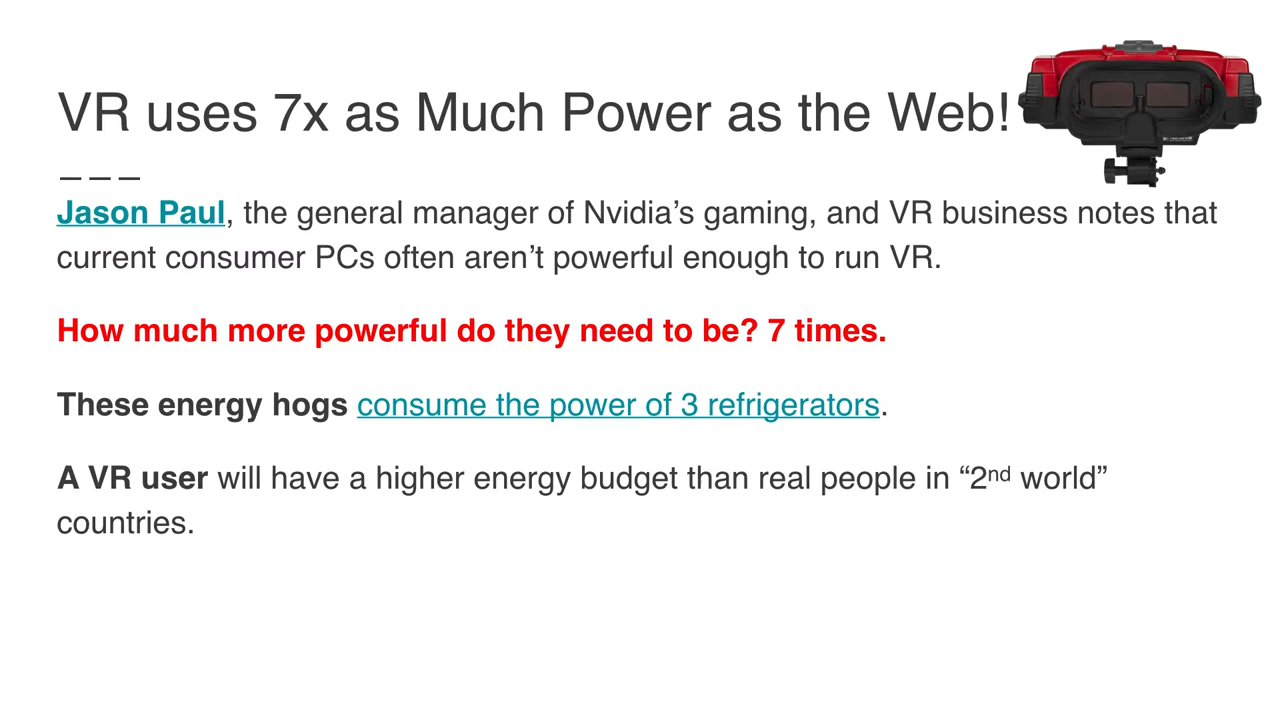 VR uses 7x as Much Power as the Web!
Jason Paul, the general manager of Nvidia’s gaming, and VR business notes that
current consumer PCs often aren’t powerful enough to run VR.
How much more powerful do they need to be? 7 times.
These energy hogs consume the power of 3 refrigerators.
A VR user will have a higher energy budget than real people in “2nd world”
countries.